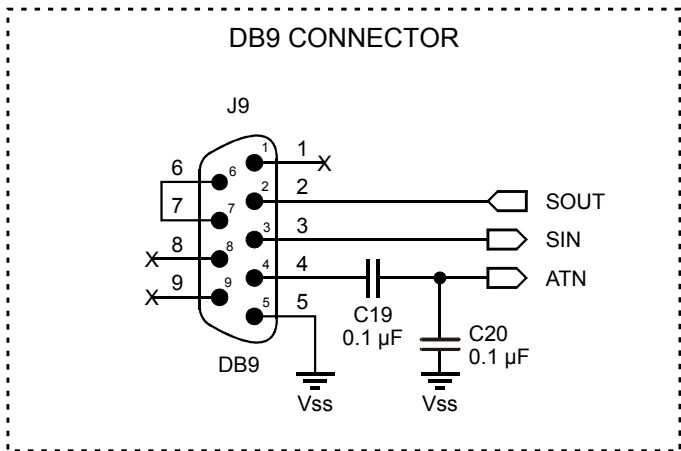 DB9 CONNECTOR
J9
1 1
6 6
2 2 SOUT
7 7
3 3 SIN
8 8
4 4 ATN
9 9
5 5
C19
0.1 µF
C20
0.1 µF
DB9
Vss
Vss